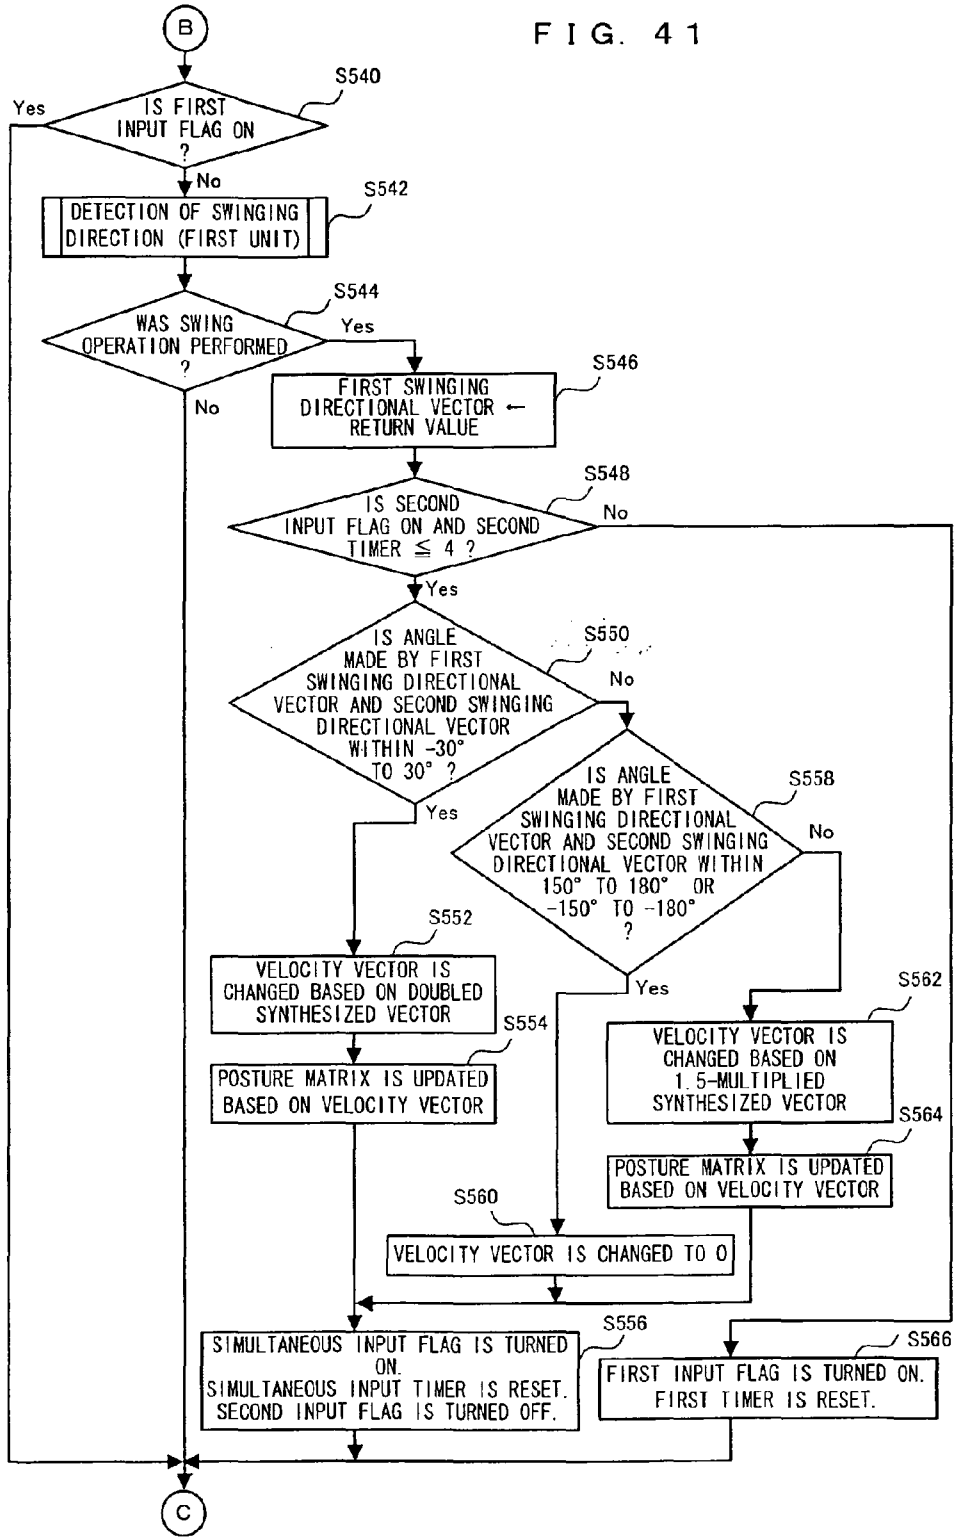 B
F I G. 41
S540
Yes
IS FIRST
INPUT FLAG ON
?
No
S542
DETECTION OF SWINGING
DIRECTION (FIRST UNIT)
S544
WAS SWING
OPERATION PERFORMED
?
Yes
No
S546
FIRST SWINGING
DIRECTIONAL VECTOR ←
RETURN VALUE
S548
IS SECOND
INPUT FLAG ON AND SECOND
TIMER ≦ 4 ?
No
Yes
S550
IS ANGLE
MADE BY FIRST
SWINGING DIRECTIONAL
VECTOR AND SECOND SWINGING
DIRECTIONAL VECTOR
WITHIN -30°
TO 30° ?
No
Yes
S558
IS ANGLE
MADE BY FIRST
SWINGING DIRECTIONAL
VECTOR AND SECOND SWINGING
DIRECTIONAL VECTOR WITHIN
150° TO 180° OR
-150° TO -180°
?
No
Yes
S552
VELOCITY VECTOR IS
CHANGED BASED ON DOUBLED
SYNTHESIZED VECTOR
S554
POSTURE MATRIX IS UPDATED
BASED ON VELOCITY VECTOR
S562
VELOCITY VECTOR IS
CHANGED BASED ON
1.5-MULTIPLIED
SYNTHESIZED VECTOR
S564
POSTURE MATRIX IS UPDATED
BASED ON VELOCITY VECTOR
S560
VELOCITY VECTOR IS CHANGED TO 0
S556
SIMULTANEOUS INPUT FLAG IS TURNED
ON.
SIMULTANEOUS INPUT TIMER IS RESET.
SECOND INPUT FLAG IS TURNED OFF.
S566
FIRST INPUT FLAG IS TURNED ON.
FIRST TIMER IS RESET.
C